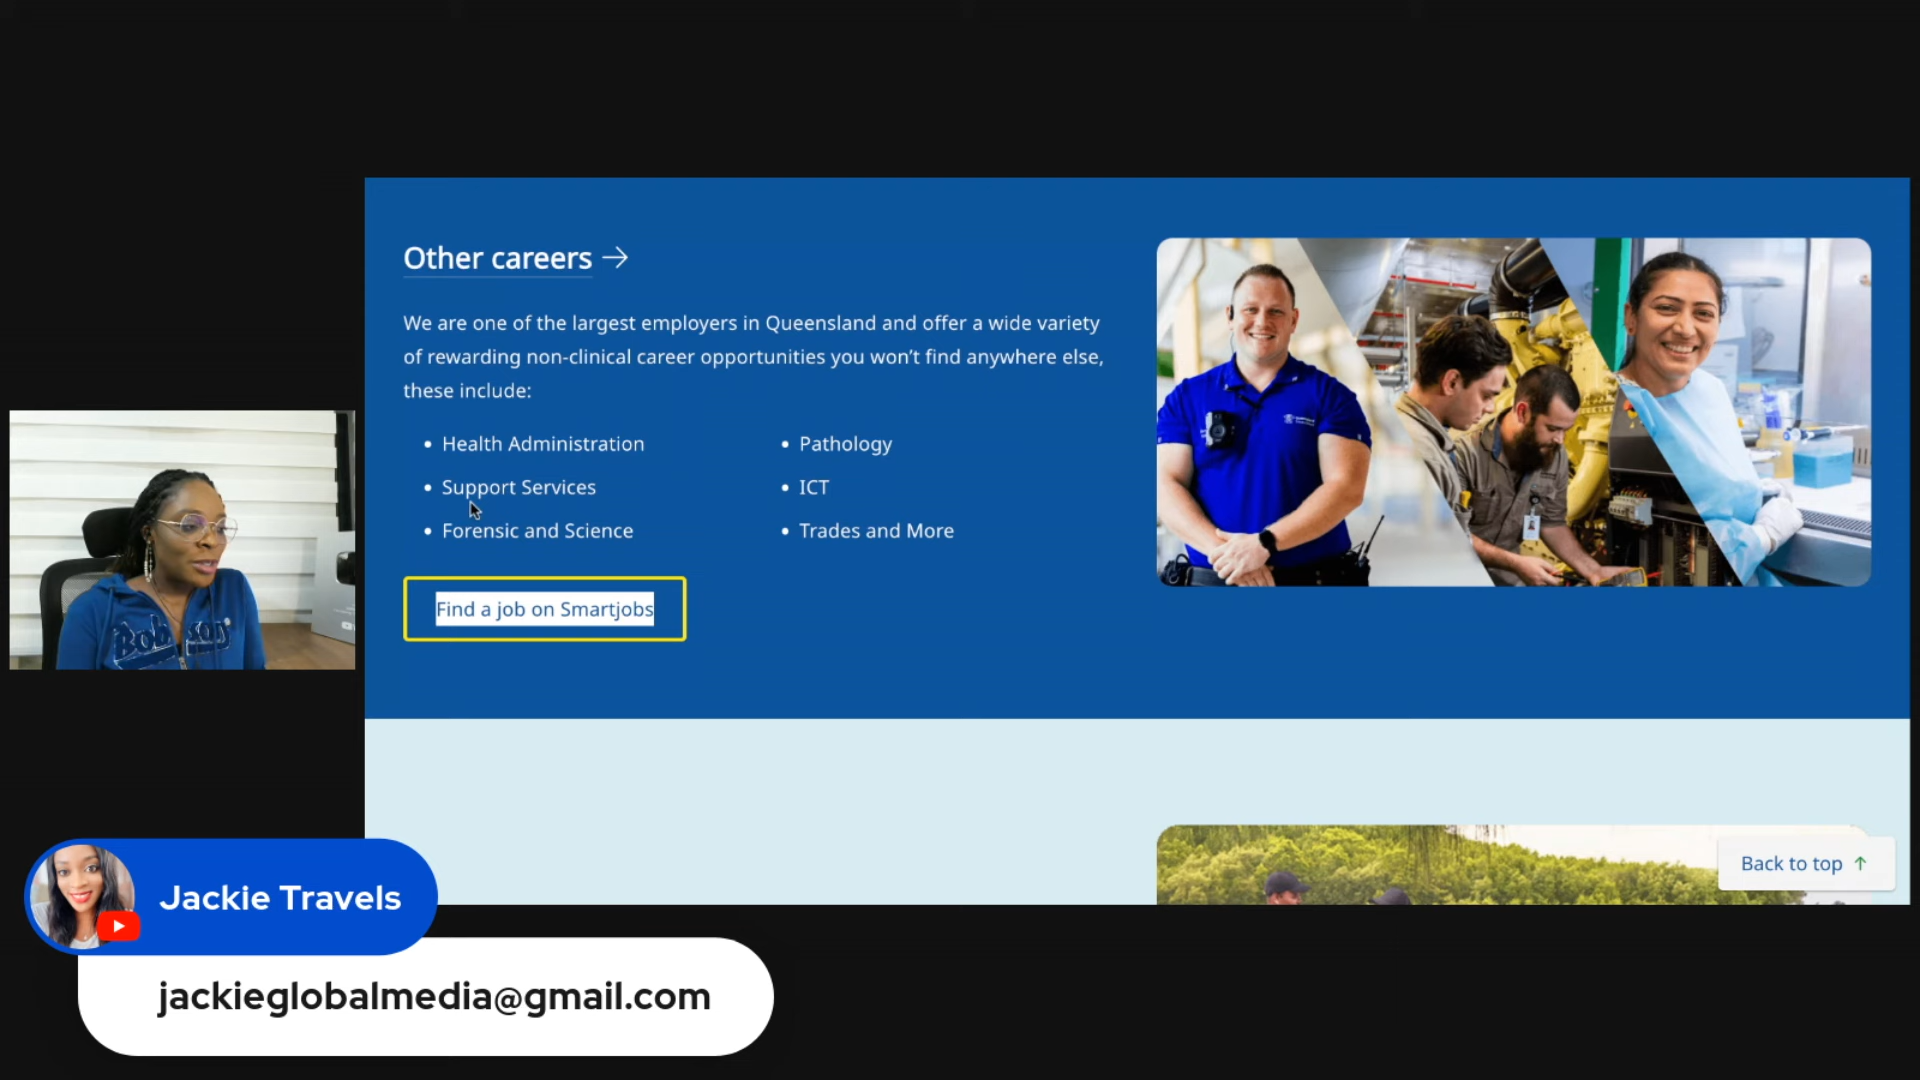 Other careers →
We are one of the largest employers in Queensland and offer a wide variety
of rewarding non-clinical career opportunities you won't find anywhere else,
these include:
• Health Administration
• Support Services
• Forensic and Science
• Pathology
• ICT
• Trades and More
Find a job on Smartjobs
Back to top ↑
Jackie Travels
jackieglobalmedia@gmail.com